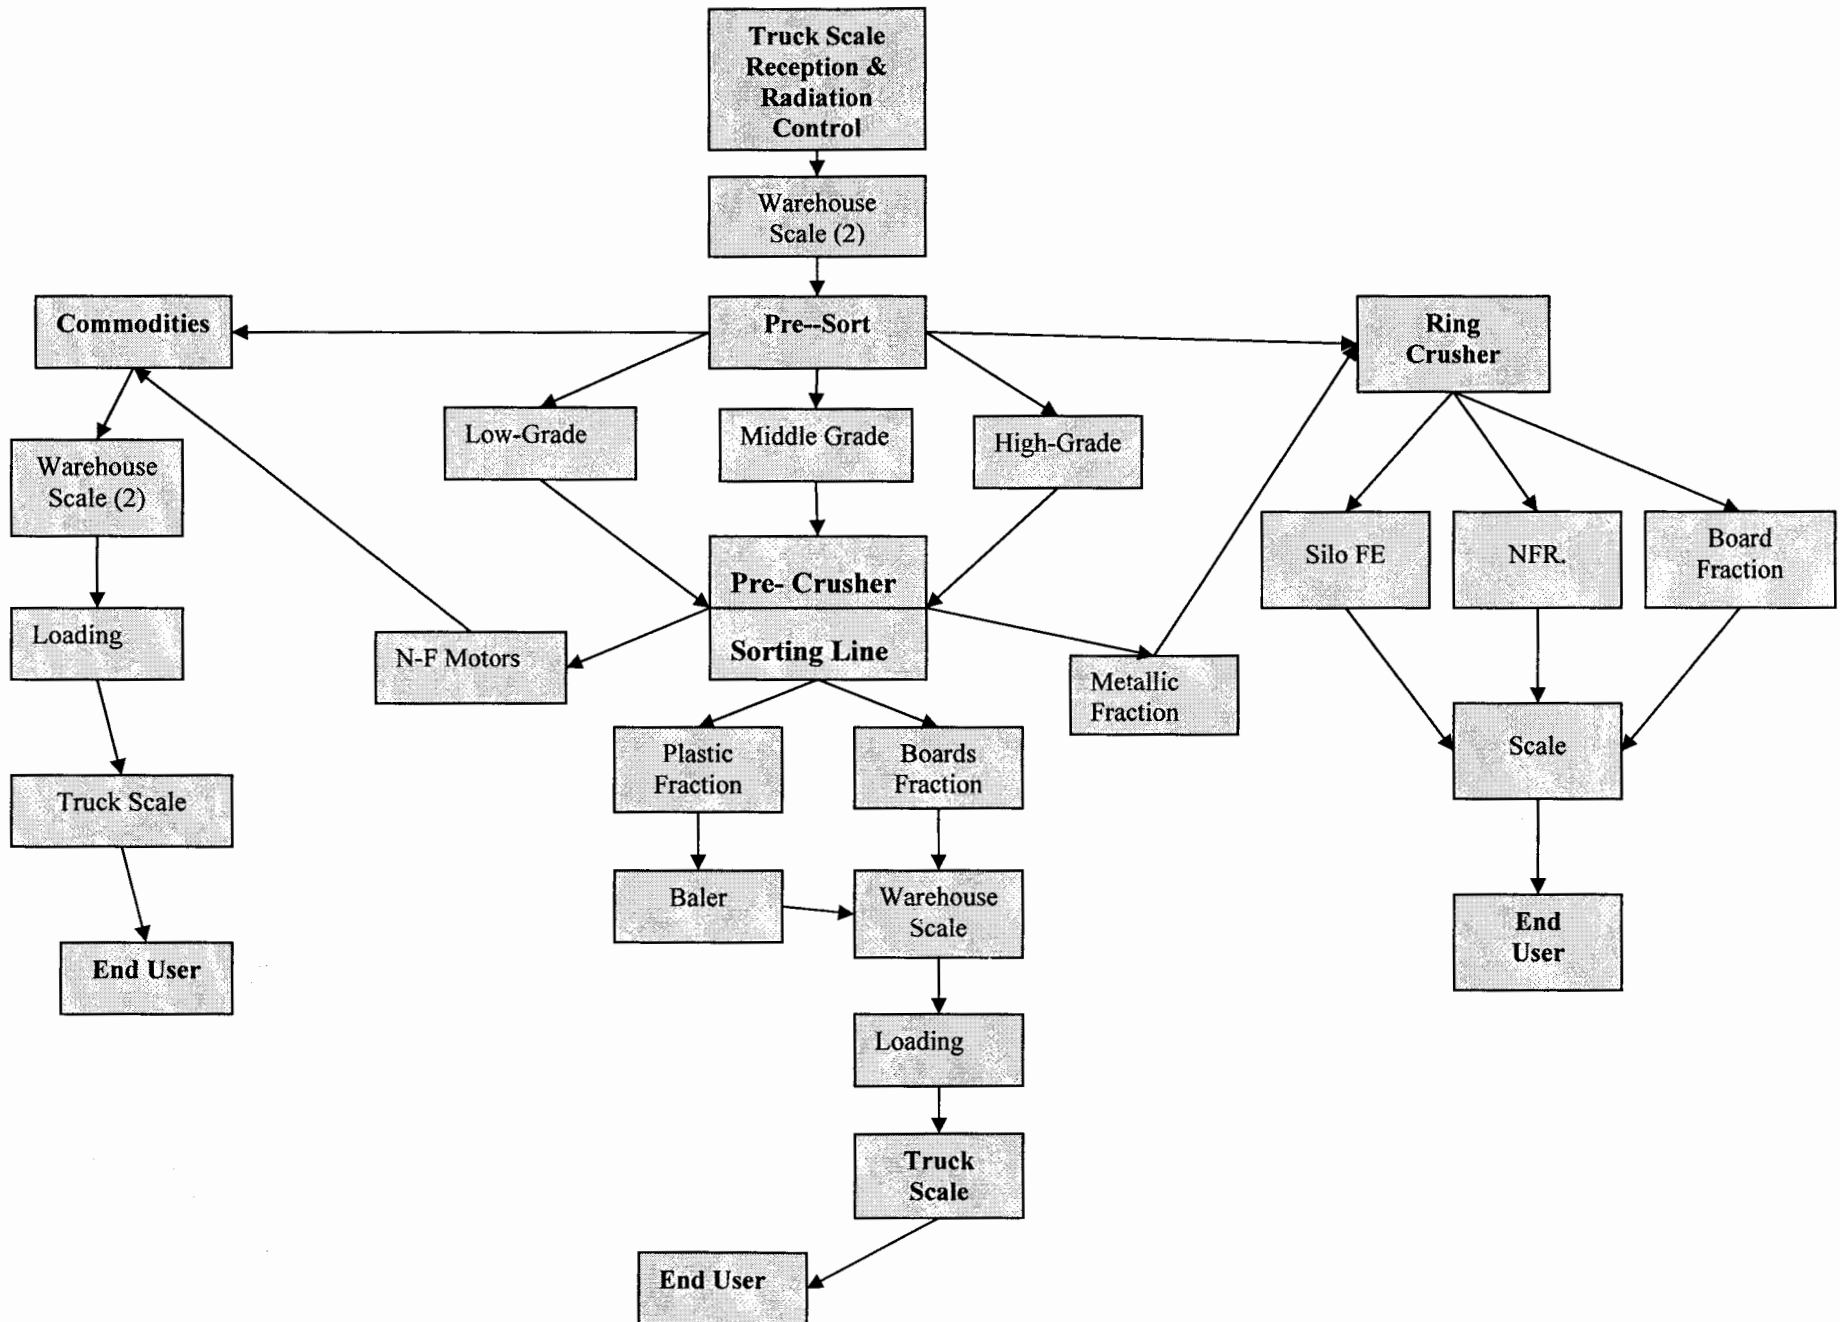 Truck Scale
Reception &
Radiation
Control
Warehouse
Scale (2)
Commodities
Pre--Sort
Ring
Crusher
Low-Grade
Middle Grade
High-Grade
Warehouse
Scale (2)
Silo FE
NFR.
Board
Fraction
Pre- Crusher
Sorting Line
Loading
N-F Motors
Metallic
Fraction
Plastic
Fraction
Boards
Fraction
Scale
Truck Scale
Baler
Warehouse
Scale
End
User
End User
Loading
Truck
Scale
End User